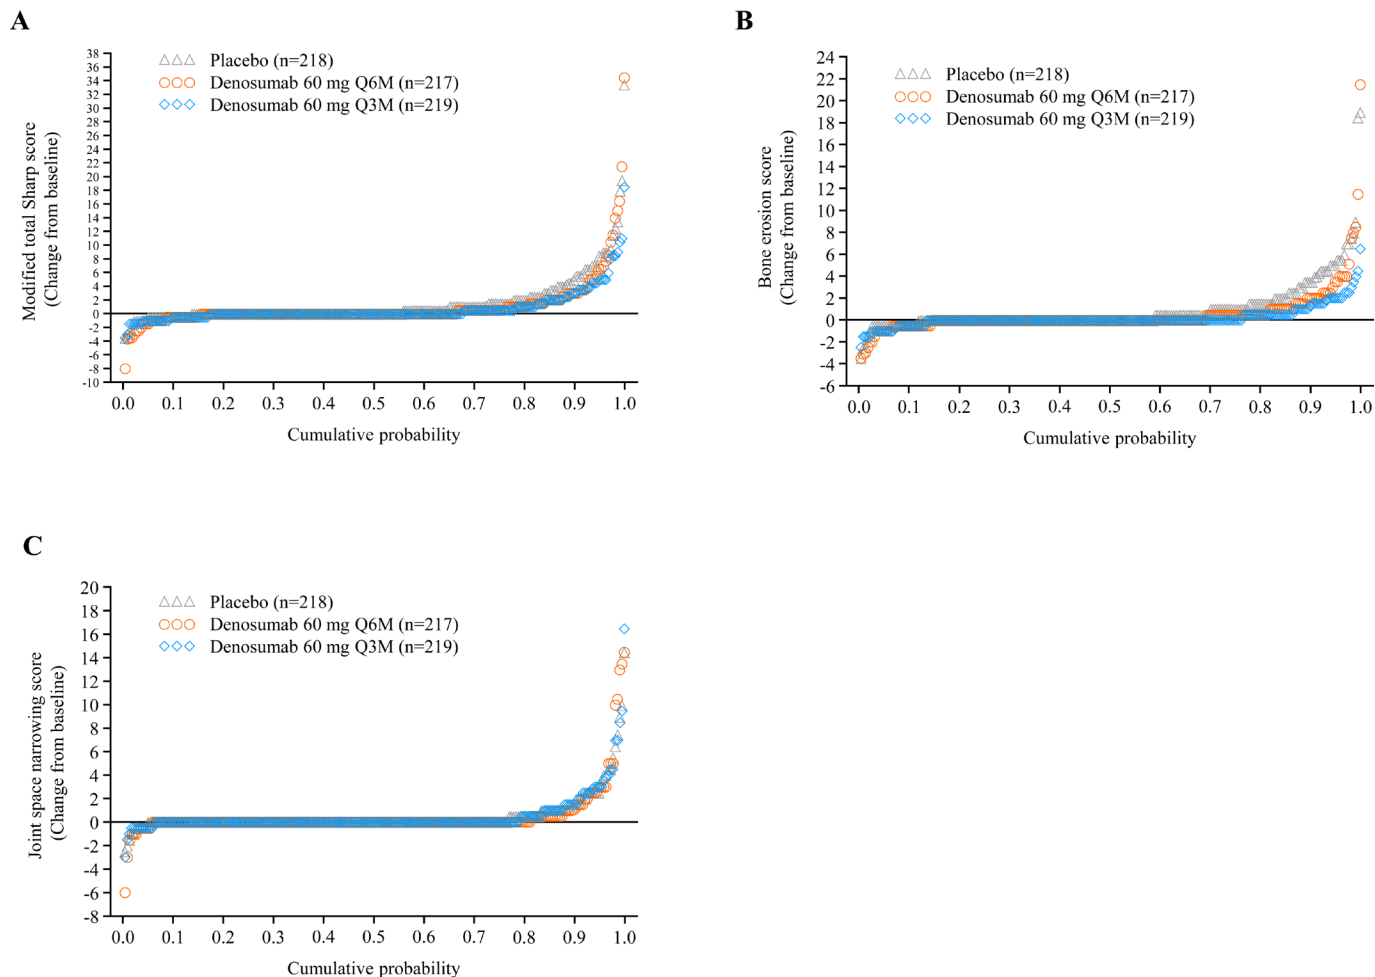 A
Modified total Sharp score
(Change from baseline)
38
36
34
32
30
28
26
24
22
20
18
16
14
12
10
8
6
4
2
0
-2
-4
-6
-8
-10
Placebo (n=218)
Denosumab 60 mg Q6M (n=217)
Denosumab 60 mg Q3M (n=219)
0.0 0.1 0.2 0.3 0.4 0.5 0.6 0.7 0.8 0.9 1.0
Cumulative probability
B
Bone erosion score
(Change from baseline)
24
22
20
18
16
14
12
10
8
6
4
2
0
-2
-4
-6
Placebo (n=218)
Denosumab 60 mg Q6M (n=217)
Denosumab 60 mg Q3M (n=219)
0.0 0.1 0.2 0.3 0.4 0.5 0.6 0.7 0.8 0.9 1.0
Cumulative probability
C
Joint space narrowing score
(Change from baseline)
20
18
16
14
12
10
8
6
4
2
0
-2
-4
-6
-8
Placebo (n=218)
Denosumab 60 mg Q6M (n=217)
Denosumab 60 mg Q3M (n=219)
0.0 0.1 0.2 0.3 0.4 0.5 0.6 0.7 0.8 0.9 1.0
Cumulative probability